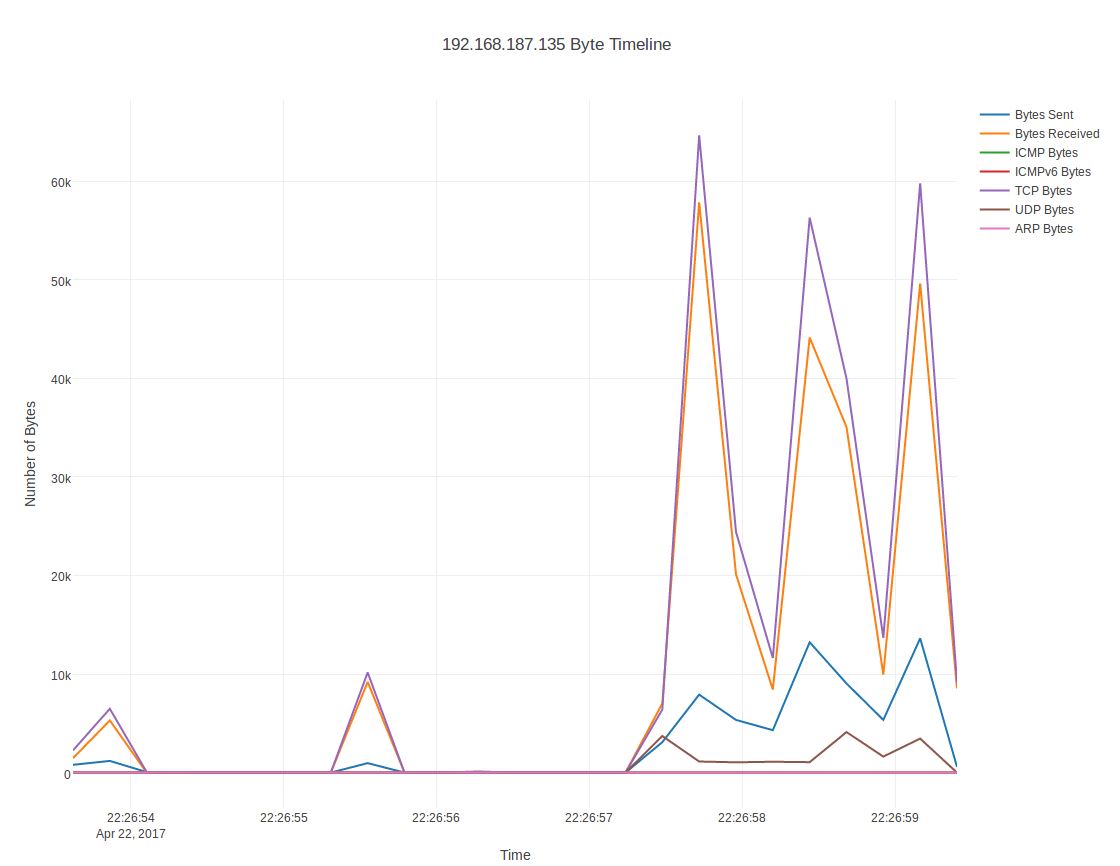 192.168.187.135 Byte Timeline
Bytes Sent
Bytes Received
ICMP Bytes
ICMPv6 Bytes
TCP Bytes
UDP Bytes
ARP Bytes
Number of Bytes
60k
50k
40k
30k
20k
10k
0
22:26:54 22:26:55 22:26:56 22:26:57 22:26:58 22:26:59
Apr 22, 2017
Time